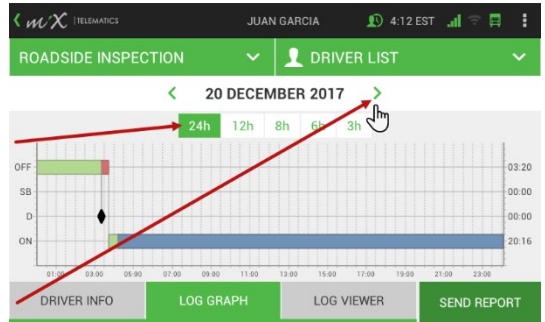 mix TELEMATICS JUAN GARCIA 4:12 EST
ROADSIDE INSPECTION DRIVER LIST
20 DECEMBER 2017
24h 12h 8h 6h 3h
OFF 03:20
SB 00:00
D 00:00
ON 20:16
01:00 03:00 05:00 07:00 09:00 11:00 13:00 15:00 17:00 19:00 21:00 23:00
DRIVER INFO LOG GRAPH LOG VIEWER SEND REPORT